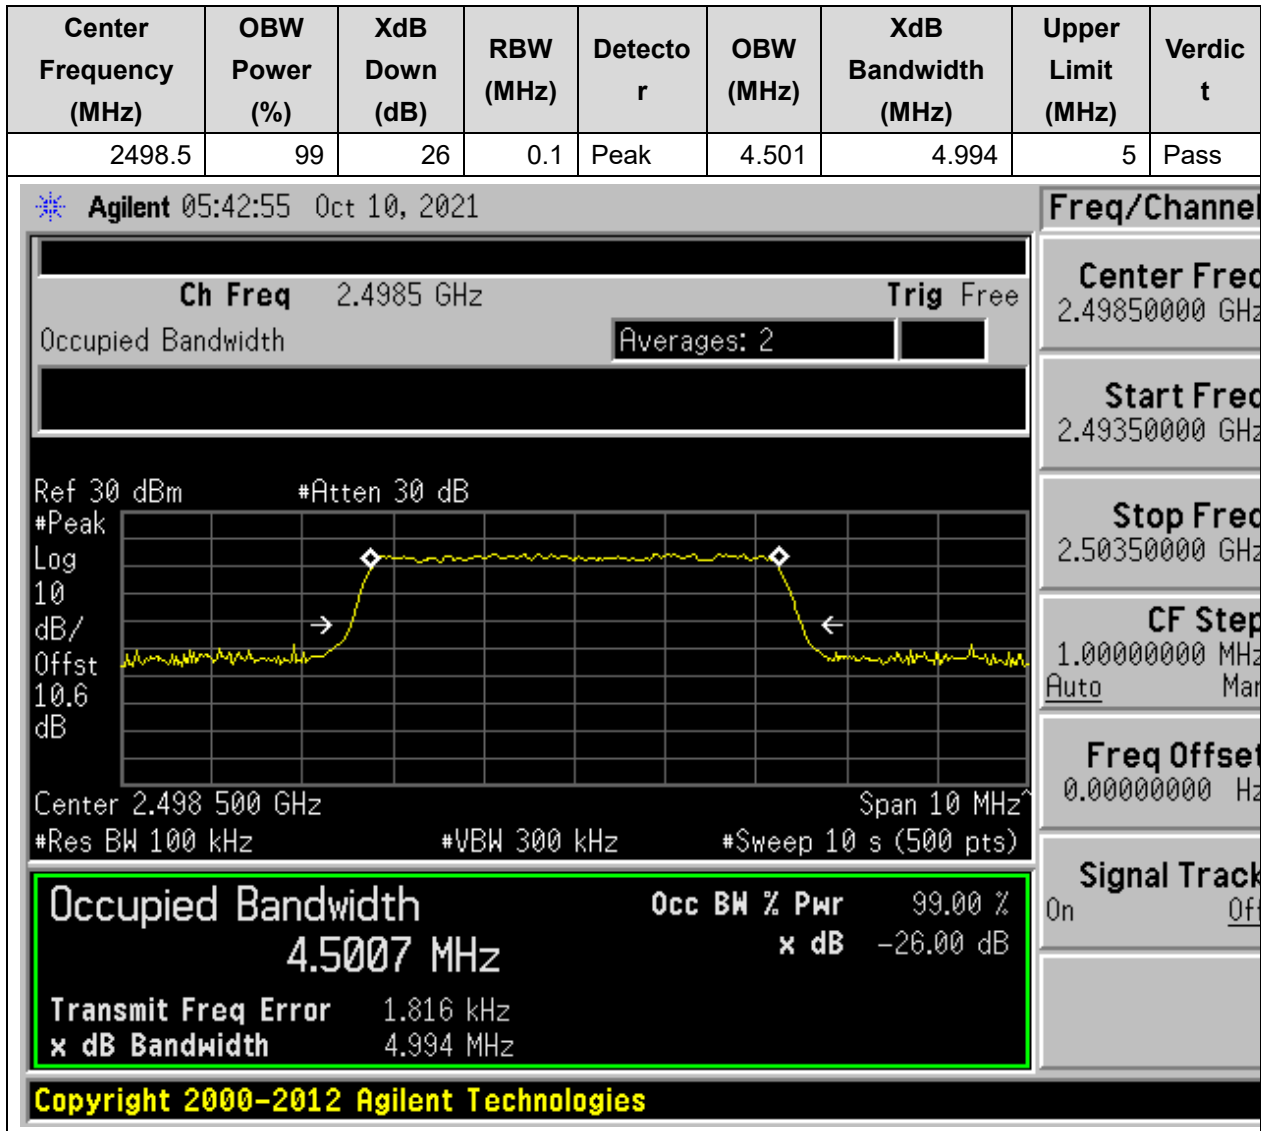 Center Frequency (MHz) OBW Power (%) XdB Down (dB) RBW (MHz) Detecto r OBW (MHz) XdB Bandwidth (MHz) Upper Limit (MHz) Verdic t
2498.5 99 26 0.1 Peak 4.501 4.994 5 Pass
Agilent 05:42:55 Oct 10, 2021
Freq/Channel
Ch Freq 2.4985 GHz Trig Free
Occupied Bandwidth Averages: 2
Center Freq
2.49850000 GHz
Start Freq
2.49350000 GHz
Stop Freq
2.50350000 GHz
CF Step
1.00000000 MHz
Auto Man
Freq Offset
0.00000000 Hz
Signal Track
On Off
Ref 30 dBm #Atten 30 dB
#Peak
Log
10
dB/
Offst
10.6
dB
Center 2.498 500 GHz Span 10 MHz^
#Res BW 100 kHz #VBW 300 kHz #Sweep 10 s (500 pts)
Occupied Bandwidth Occ BW % Pwr 99.00 %
4.5007 MHz x dB -26.00 dB
Transmit Freq Error 1.816 kHz
x dB Bandwidth 4.994 MHz
Copyright 2000-2012 Agilent Technologies